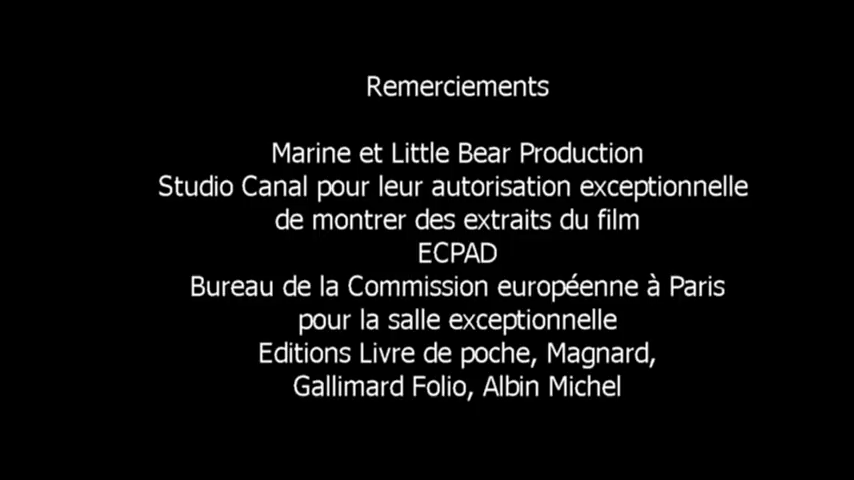 Remerciements
Marine et Little Bear Production
Studio Canal pour leur autorisation exceptionnelle
de montrer des extraits du film
ECPAD
Bureau de la Commission européenne à Paris
pour la salle exceptionnelle
Editions Livre de poche, Magnard,
Gallimard Folio, Albin Michel